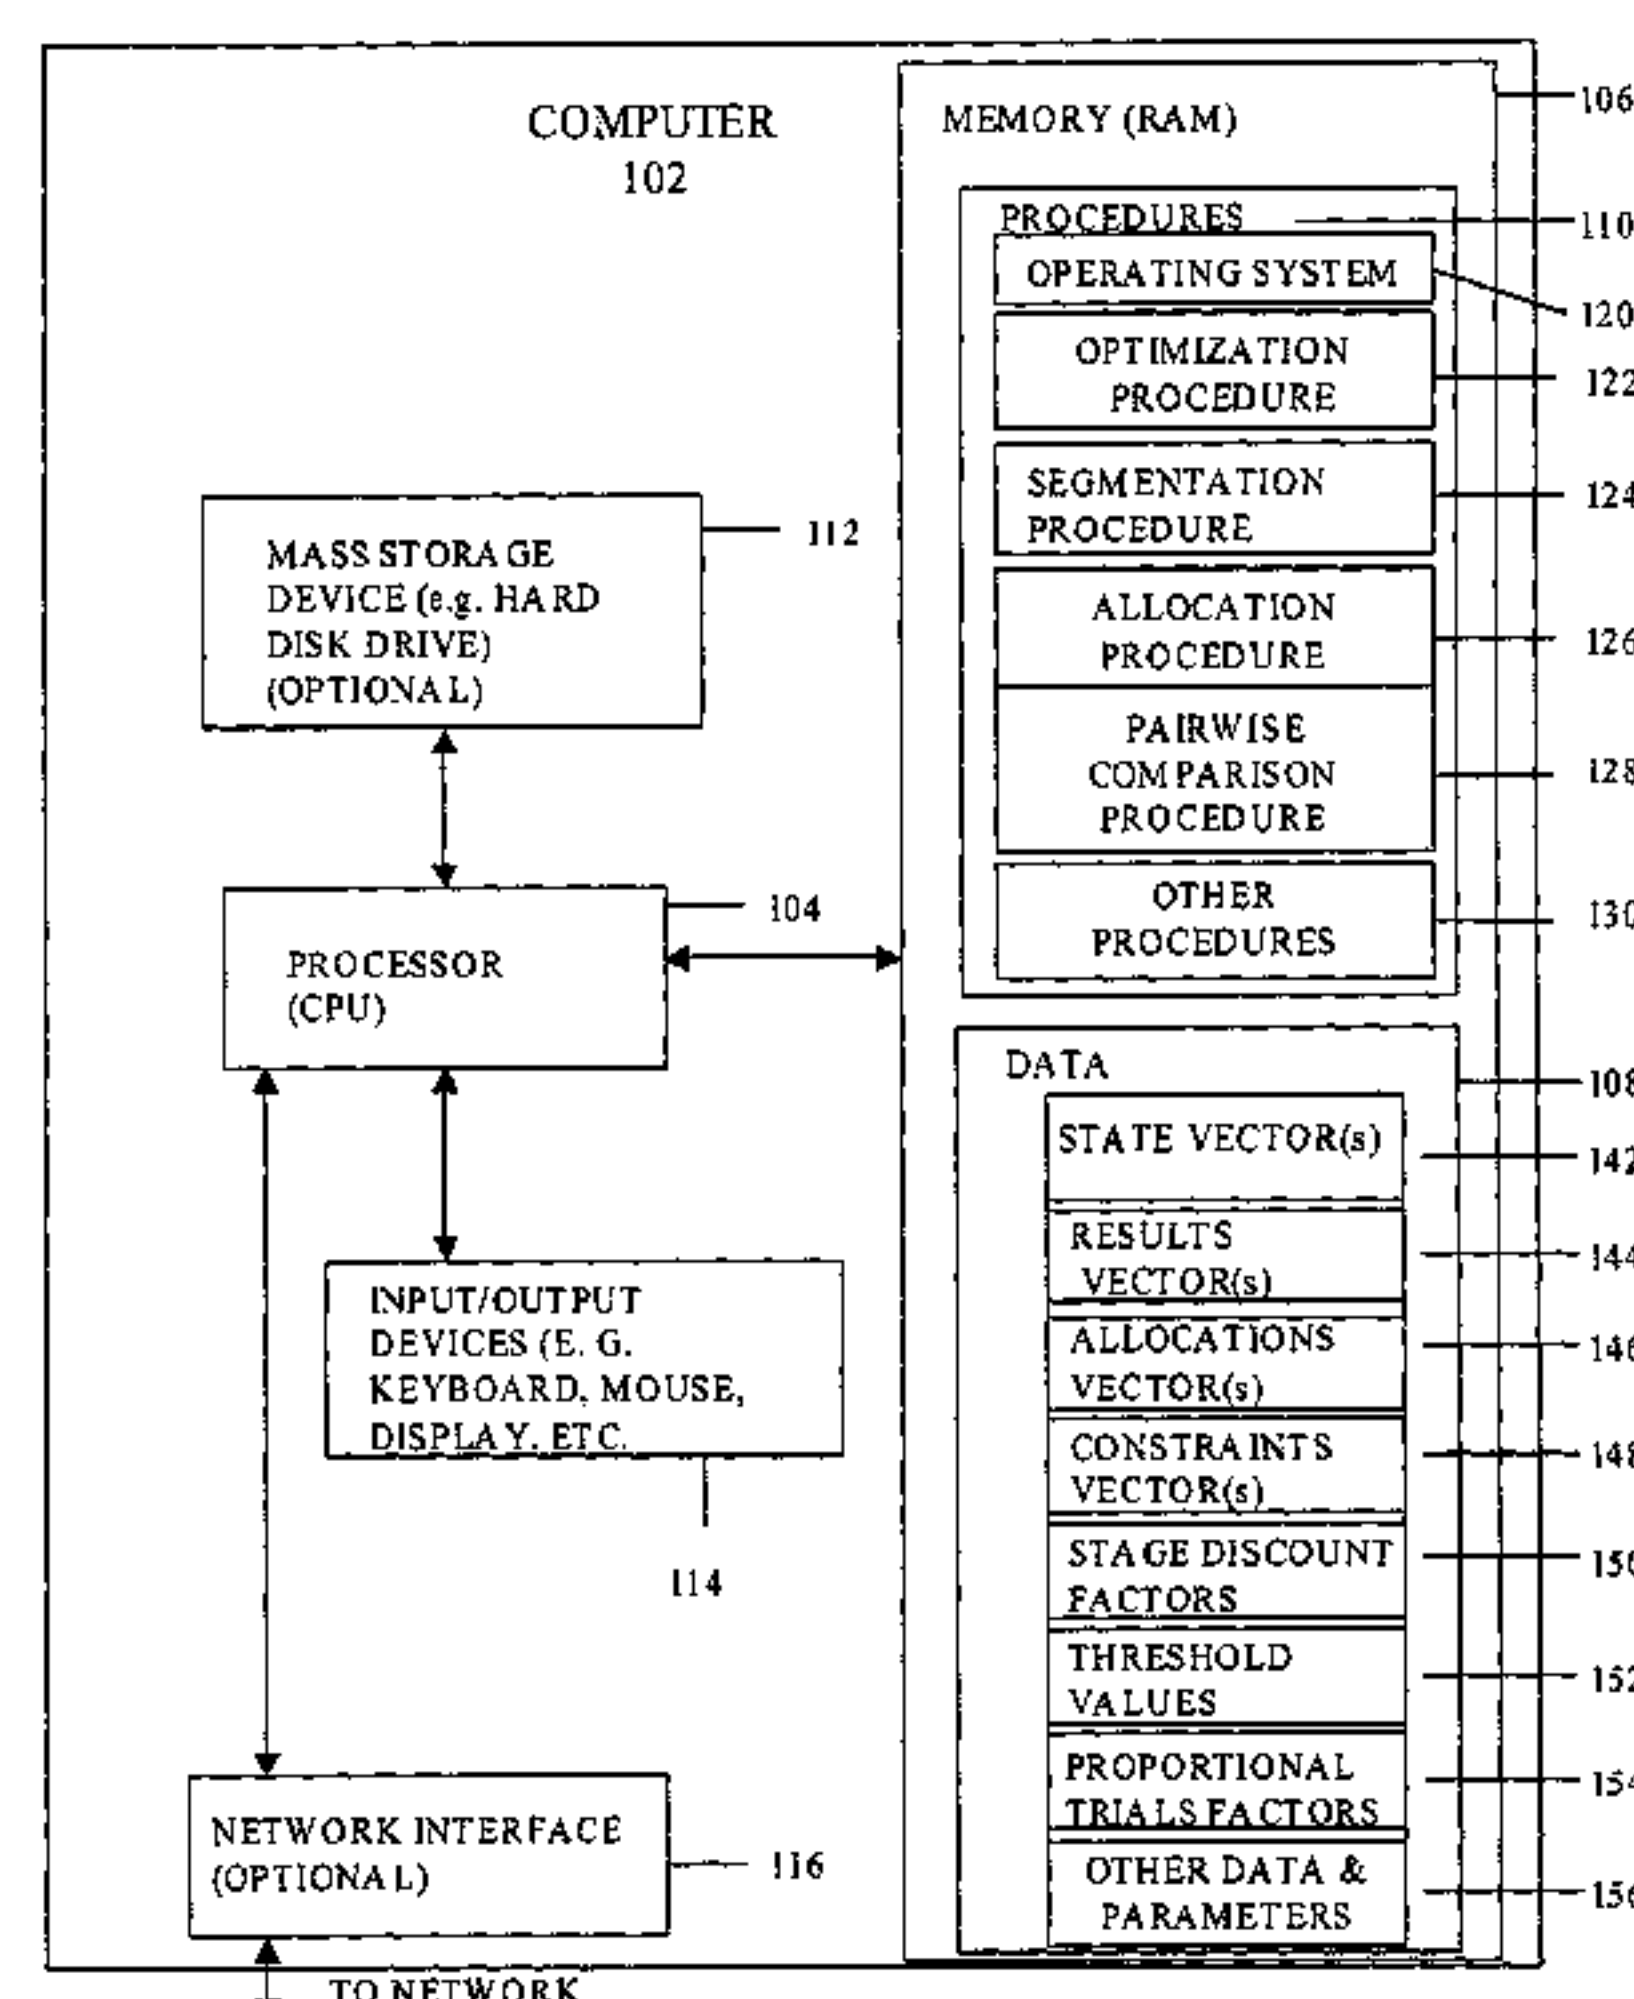 COMPUTER
102
MEMORY (RAM)
106
PROCEDURES
110
OPERATING SYSTEM
120
OPTIMIZATION
PROCEDURE
122
SEGMENTATION
PROCEDURE
124
ALLOCATION
PROCEDURE
126
PAIRWISE
COMPARISON
PROCEDURE
128
OTHER
PROCEDURES
130
MASS STORAGE
DEVICE (e.g. HARD
DISK DRIVE)
(OPTIONAL)
112
PROCESSOR
(CPU)
104
INPUT/OUTPUT
DEVICES (E. G.
KEYBOARD, MOUSE,
DISPLAY, ETC.
114
NETWORK INTERFACE
(OPTIONAL)
116
TO NETWORK
DATA
108
STATE VECTOR(s)
142
RESULTS
VECTOR(s)
144
ALLOCATIONS
VECTOR(s)
146
CONSTRAINTS
VECTOR(s)
148
STAGE DISCOUNT
FACTORS
150
THRESHOLD
VALUES
152
PROPORTIONAL
TRIALS FACTORS
154
OTHER DATA &
PARAMETERS
156